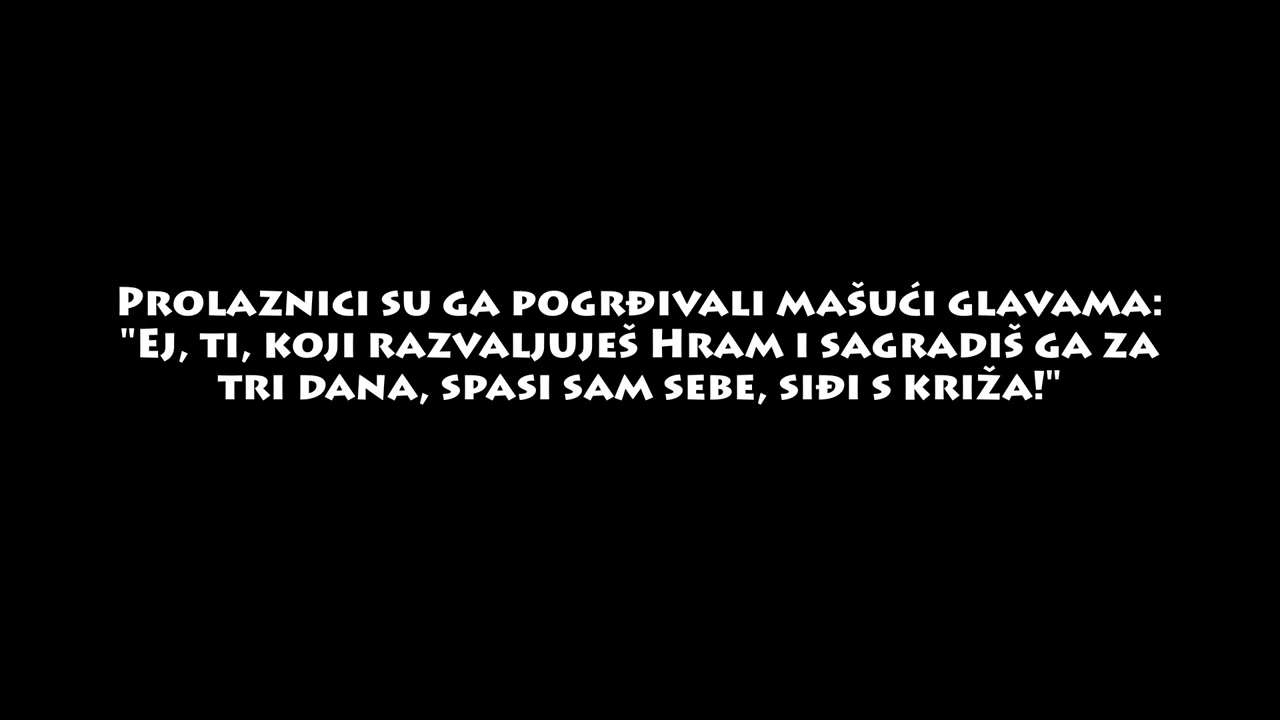 Prolaznici su ga pogrđivali mašući glavama:
"Ej, ti, koji razvaljuješ Hram i sagradiš ga za
tri dana, spasi sam sebe, siđi s križa!"